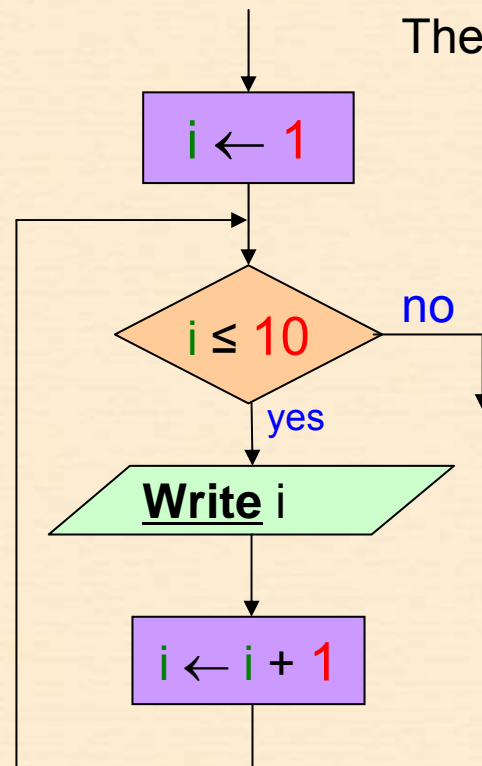 The
i ← 1
i ≤ 10
no
yes
Write i
i ← i + 1